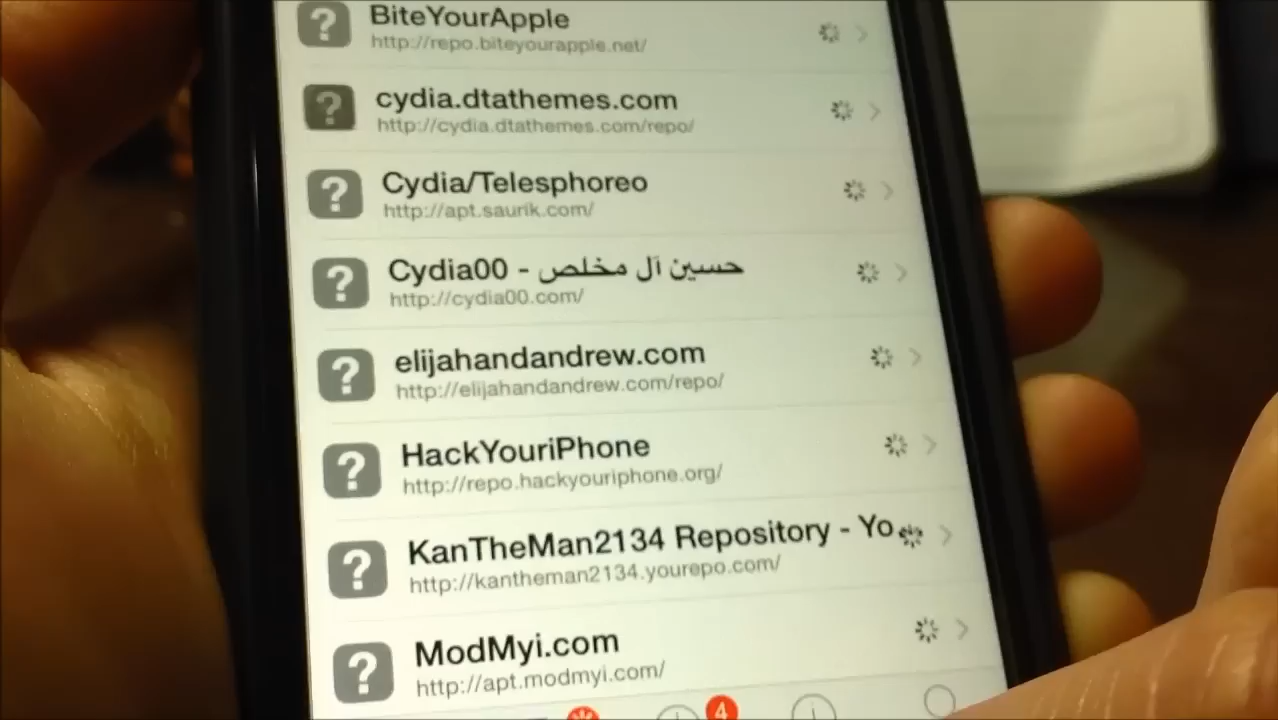 BiteYourApple
http://repo.biteyourapple.net/
cydia.dtathemes.com
http://cydia.dtathemes.com/repo/
Cydia/Telesphoreo
http://apt.saurik.com/
Cydia00 - حسين آل مخلص
http://cydia00.com/
elijahandandrew.com
http://elijahandandrew.com/repo/
HackYouriPhone
http://repo.hackyouriphone.org/
KanTheMan2134 Repository - Yo
http://kantheman2134.yourepo.com/
ModMyi.com
http://apt.modmyi.com/
4